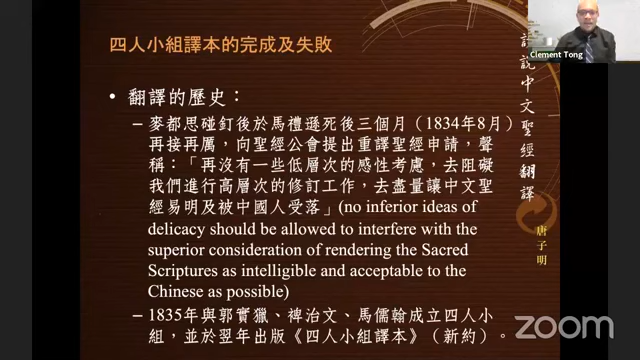 四人小組譯本的完成及失敗
• 翻譯的歷史：
– 麥都思碰釘後於馬禮遜死後三個月（1834年8月）
再接再厲，向聖經公會提出重譯聖經申請，聲
稱：「再沒有一些低層次的感性考慮，去阻礙
我們進行高層次的修訂工作，去盡量讓中文聖
經易明及被中國人受落」(no inferior ideas of
delicacy should be allowed to interfere with the
superior consideration of rendering the Sacred
Scriptures as intelligible and acceptable to the
Chinese as possible)
– 1835年與郭實獵、裨治文、馬儒翰成立四人小
組，並於翌年出版《四人小組譯本》（新約）。
說中文聖經翻譯
唐子明
Clement Tong
zoom